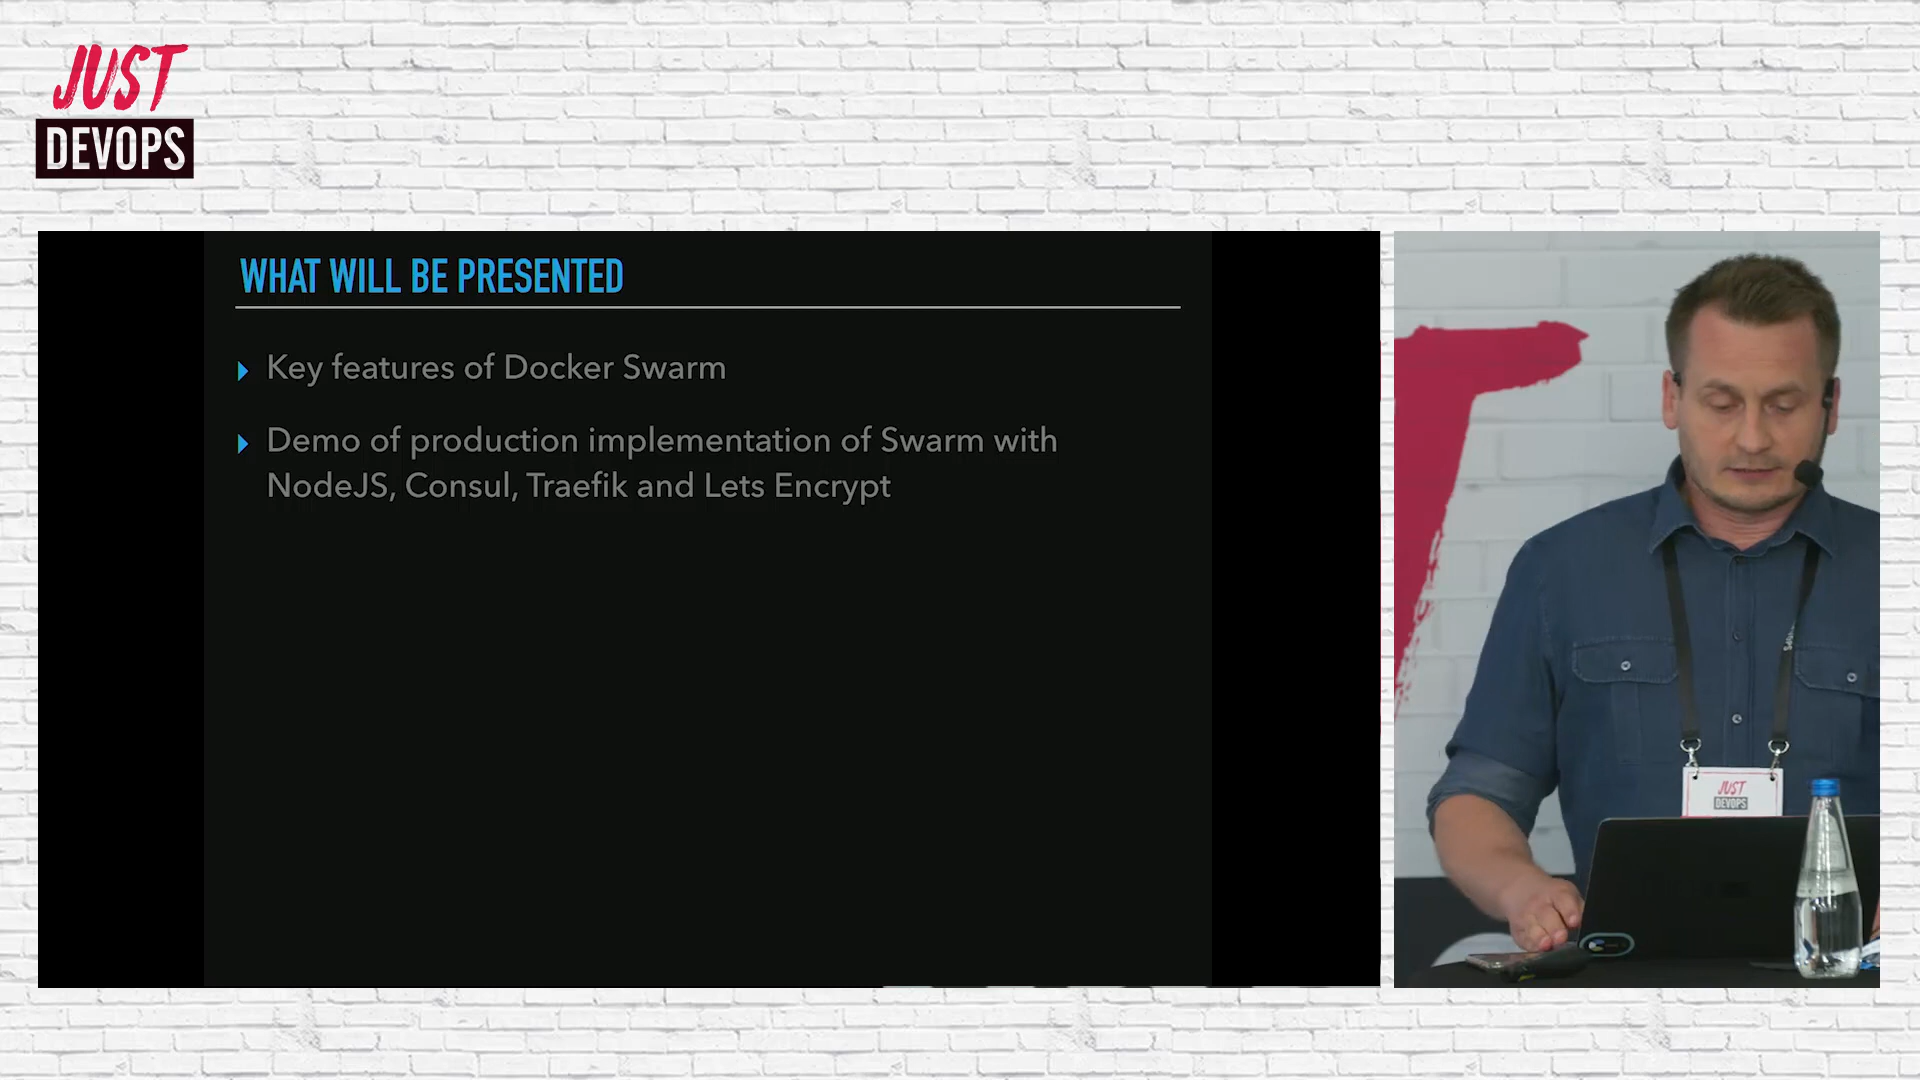 JUST
DEVOPS
WHAT WILL BE PRESENTED
Key features of Docker Swarm
Demo of production implementation of Swarm with
NodeJS, Consul, Traefik and Lets Encrypt
JUST
DEVOPS